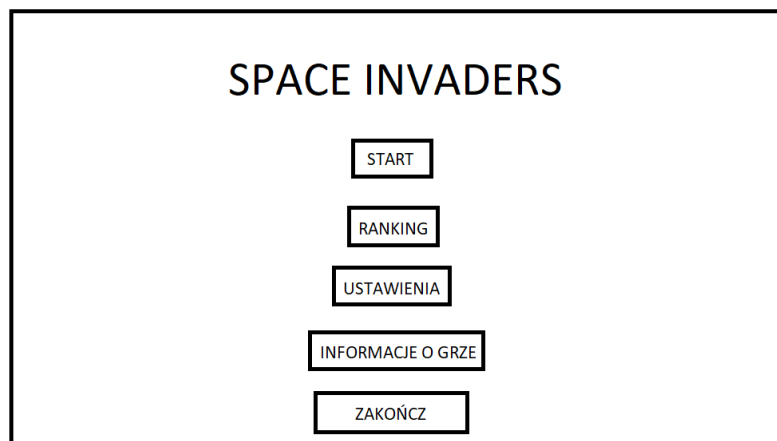 SPACE INVADERS
START
RANKING
USTAWIENIA
INFORMACJE O GRZE
ZAKOŃCZ